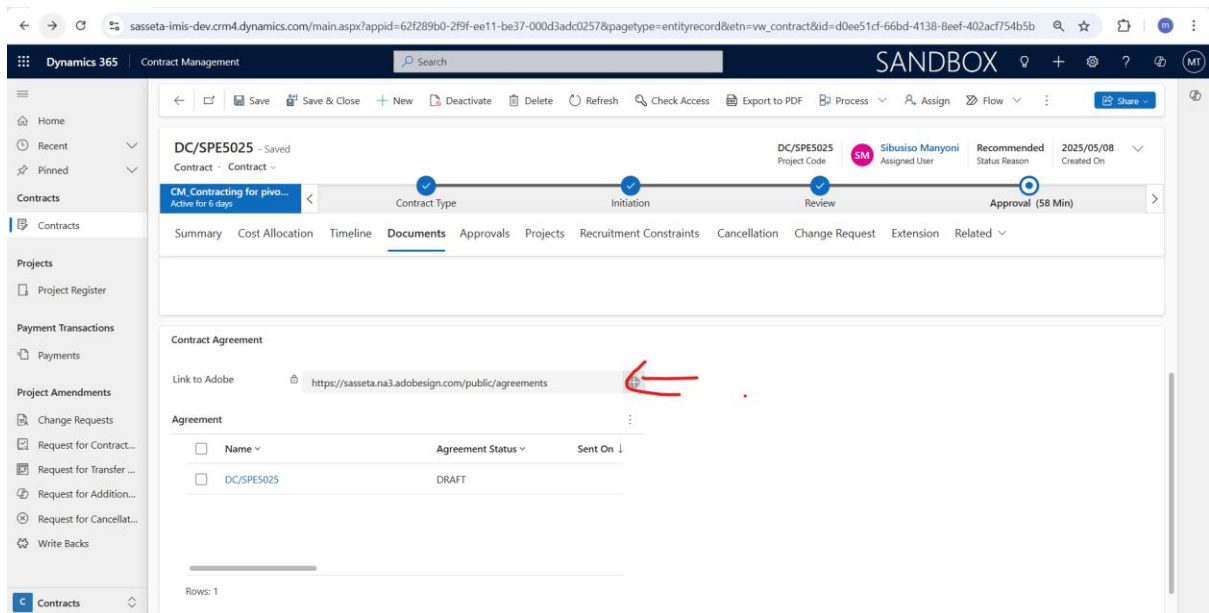 sasseta-imis-dev.crm4.dynamics.com/main.aspx?appid=62f289b0-2f9f-ee11-be37-000d3adc0257&pagetype=entityrecord&etn=vw_contract&id=d0ee51cf-66bd-4138-8eef-402acf754b5b
m
Dynamics 365 Contract Management Search SANDBOX ? MT
Save Save & Close New Deactivate Delete Refresh Check Access Export to PDF Process Assign Flow Share
Home
Recent
Pinned
Contracts
Contracts
Projects
Project Register
Payment Transactions
Payments
Project Amendments
Change Requests
Request for Contract...
Request for Transfer ...
Request for Addition...
Request for Cancellat...
Write Backs
C Contracts
DC/SPE5025 - Saved
Contract · Contract
DC/SPE5025
Project Code
SM
Sibusiso Manyoni
Assigned User
Recommended
Status Reason
2025/05/08
Created On
CM_Contracting for pivo...
Active for 6 days
Contract Type Initiation Review Approval (58 Min)
Summary Cost Allocation Timeline Documents Approvals Projects Recruitment Constraints Cancellation Change Request Extension Related
Contract Agreement
Link to Adobe https://sasseta.na3.adobesign.com/public/agreements
Agreement
Name Agreement Status Sent On
DC/SPE5025 DRAFT
Rows: 1